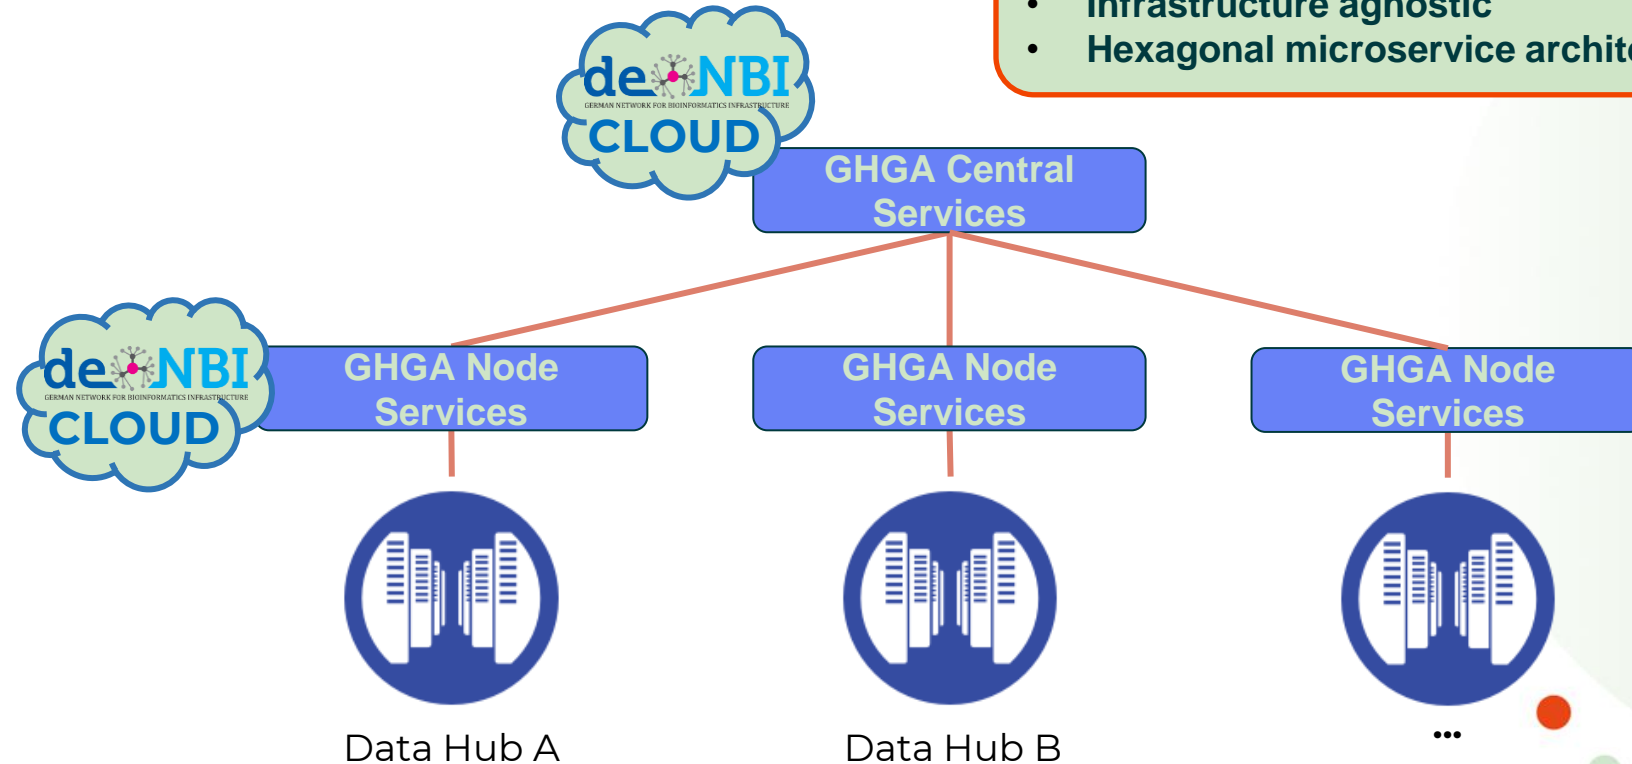 • Infrastructure agnostic
• Hexagonal microservice
de NBI
GERMAN NETWORK FOR BIOINFORMATICS INFRASTRUCTURE
CLOUD
GHGA Central
Services
de NBI
GERMAN NETWORK FOR BIOINFORMATICS INFRASTRUCTURE
CLOUD
GHGA Node
Services
GHGA Node
Services
GHGA Node
Services
Data Hub A
Data Hub B
...